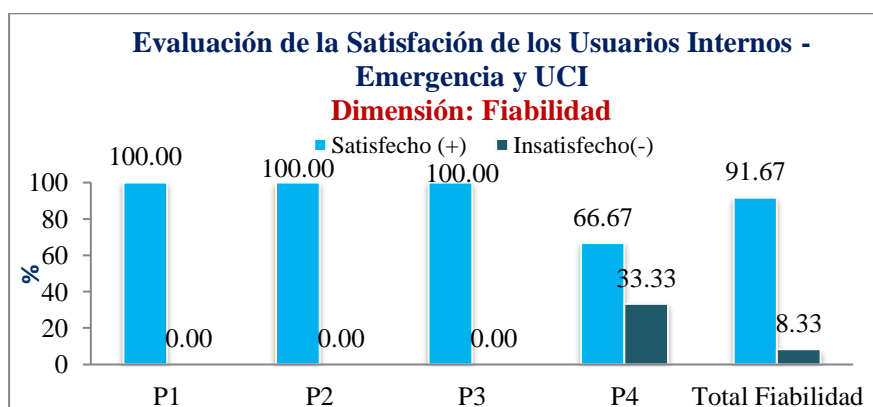 Evaluación de la Satisfación de los Usuarios Internos -
Emergencia y UCI
Dimensión: Fiabilidad
Satisfecho (+) Insatisfecho(-)
100.00 100.00 100.00 91.67
100
80 66.67
60
% 40 33.33
20 0.00 0.00 0.00 8.33
0
P1 P2 P3 P4 Total Fiabilidad